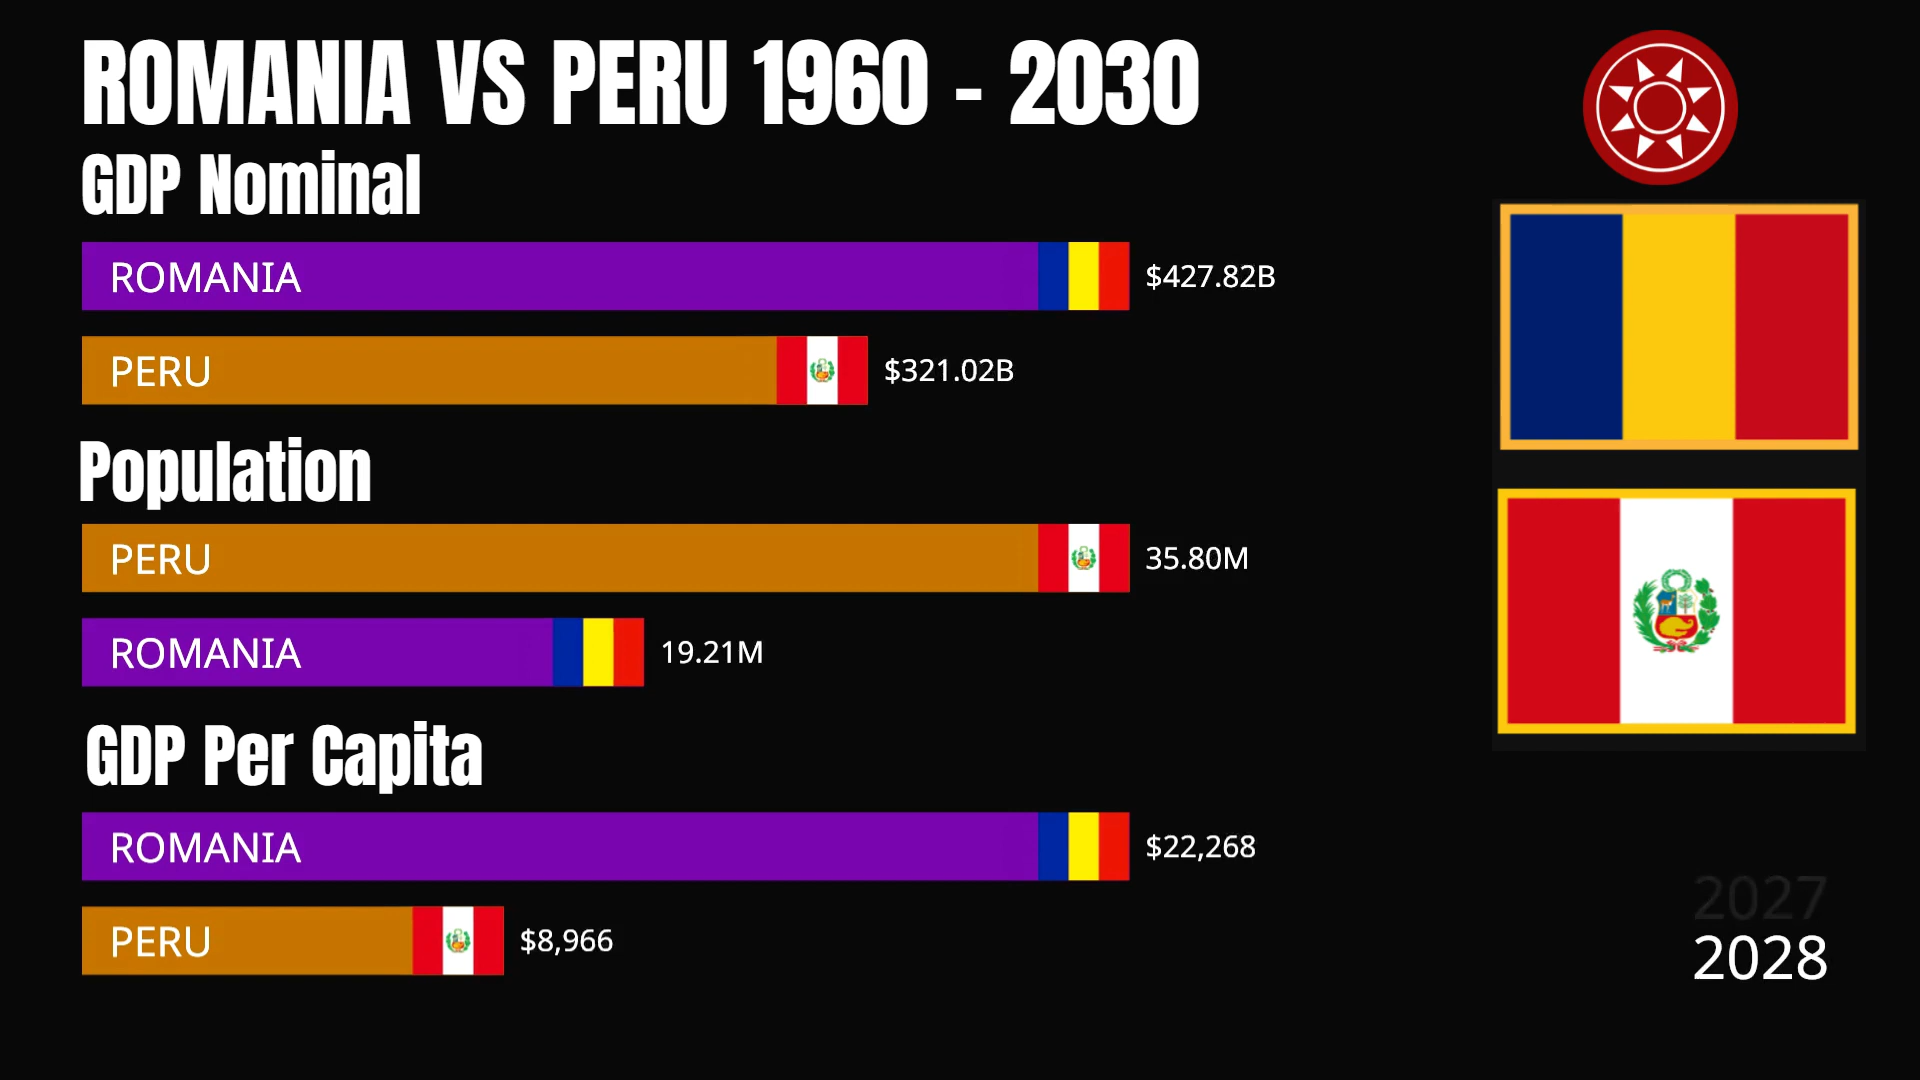 ROMANIA VS PERU 1960 - 2030
GDP Nominal
ROMANIA $427.82B
PERU $321.02B
Population
PERU 35.80M
ROMANIA 19.21M
GDP Per Capita
ROMANIA $22,268
PERU $8,966
2027
2028